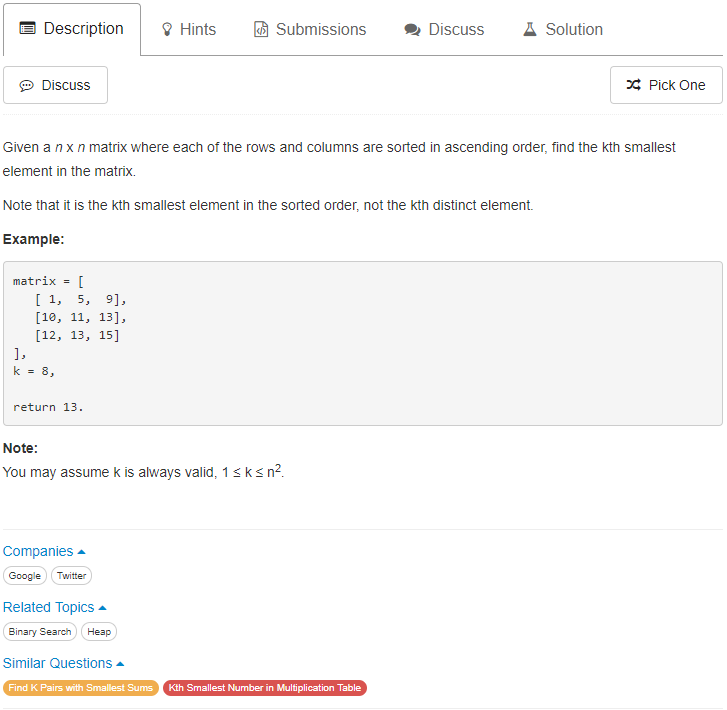 Description Hints Submissions Discuss Solution
Discuss Pick One
Given a n x n matrix where each of the rows and columns are sorted in ascending order, find the kth smallest
element in the matrix.
Note that it is the kth smallest element in the sorted order, not the kth distinct element.
Example:
matrix = [
   [ 1,  5,  9],
   [10, 11, 13],
   [12, 13, 15]
],
k = 8,
return 13.
Note:
You may assume k is always valid, 1 ≤ k ≤ n².
Companies
Google Twitter
Related Topics
Binary Search Heap
Similar Questions
Find K Pairs with Smallest Sums Kth Smallest Number in Multiplication Table